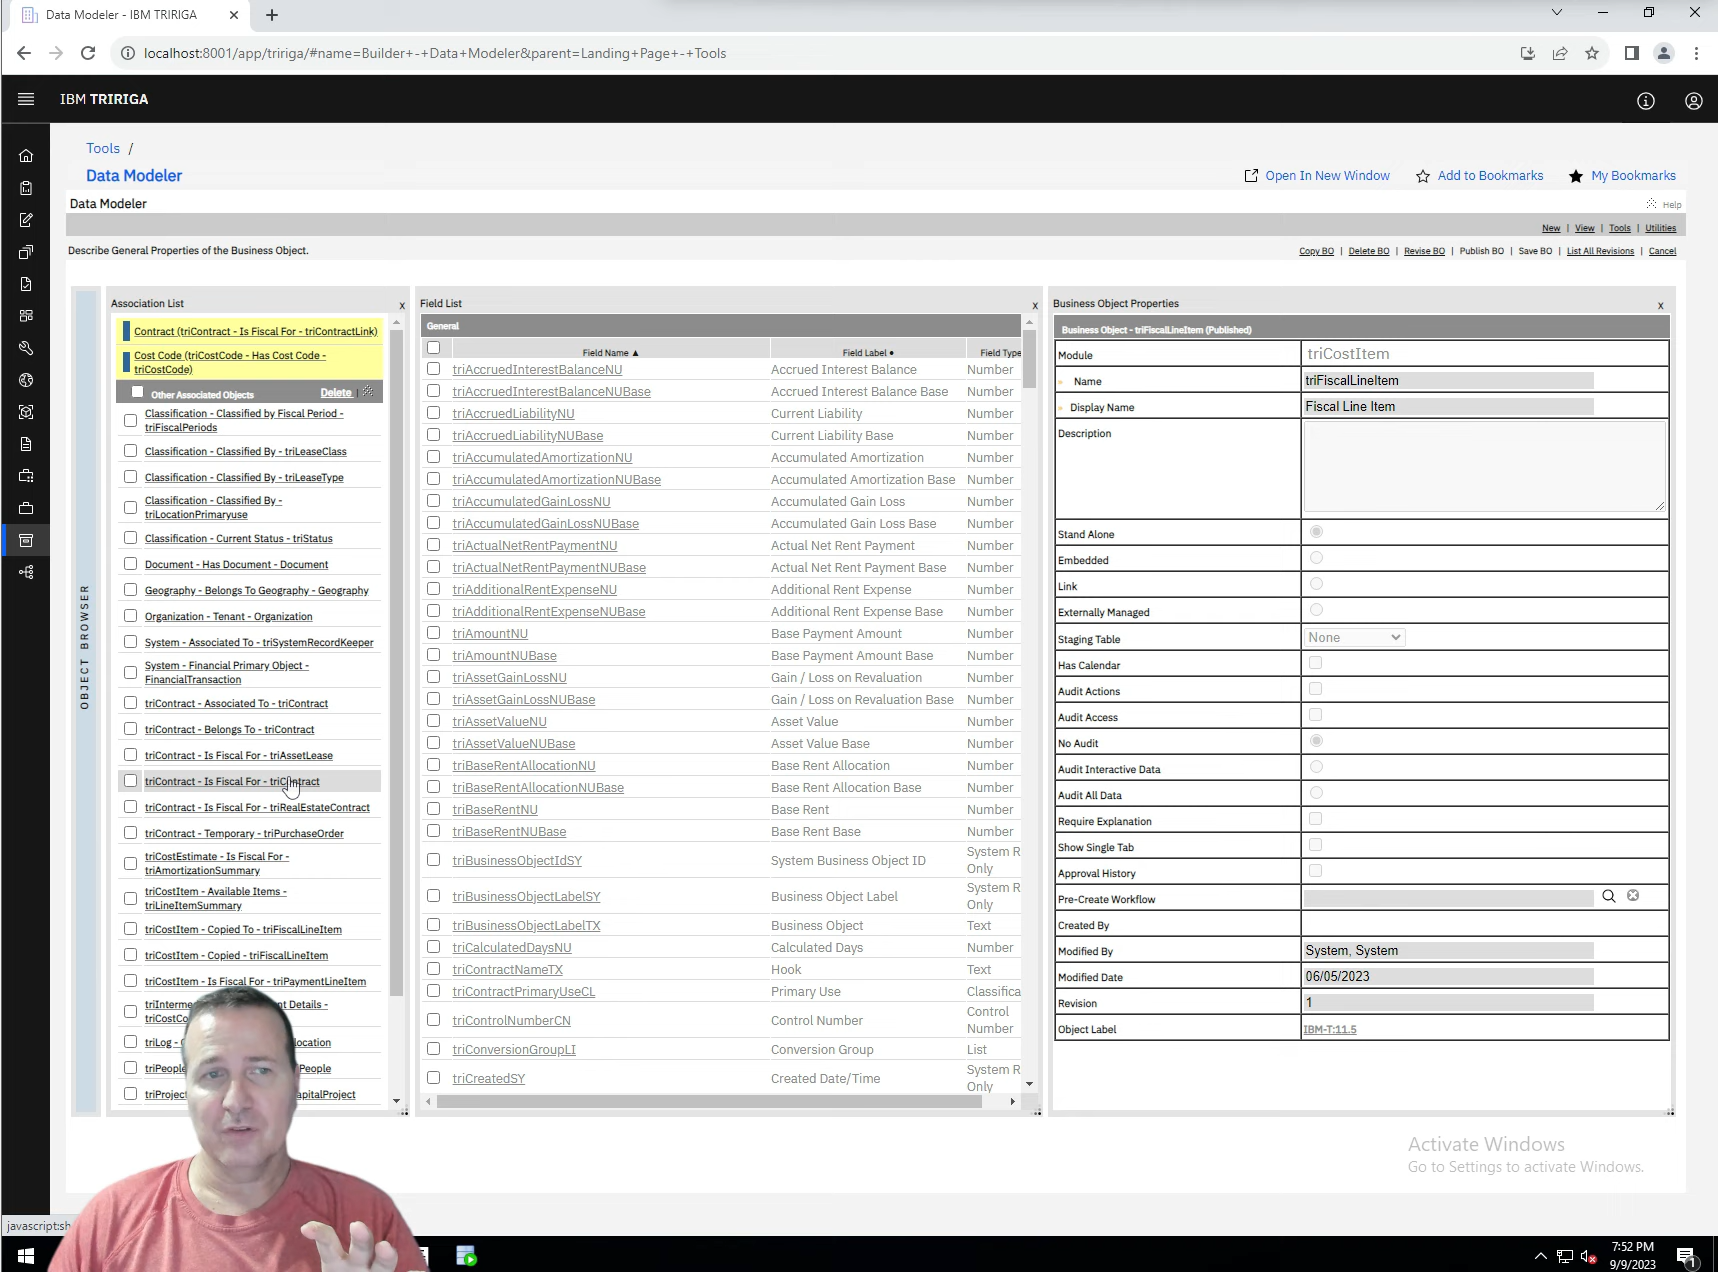 Data Modeler - IBM TRIRIGA
localhost:8001/app/tririga/#name=Builder+-+Data+Modeler&parent=Landing+Page+-+Tools
IBM TRIRIGA
Tools /
Data Modeler
Open In New Window
Add to Bookmarks
My Bookmarks
Data Modeler
Help
New | View | Tools | Utilities
Describe General Properties of the Business Object.
Copy BO | Delete BO | Revise BO | Publish BO | Save BO | List All Revisions | Cancel
OBJECT BROWSER
Association List x
Contract (triContract - Is Fiscal For - triContractLink)
Cost Code (triCostCode - Has Cost Code -
triCostCode)
Other Associated Objects Delete |
Classification - Classified by Fiscal Period -
triFiscalPeriods
Classification - Classified By - triLeaseClass
Classification - Classified By - triLeaseType
Classification - Classified By -
triLocationPrimaryuse
Classification - Current Status - triStatus
Document - Has Document - Document
Geography - Belongs To Geography - Geography
Organization - Tenant - Organization
System - Associated To - triSystemRecordKeeper
System - Financial Primary Object -
FinancialTransaction
triContract - Associated To - triContract
triContract - Belongs To - triContract
triContract - Is Fiscal For - triAssetLease
triContract - Is Fiscal For - triContract
triContract - Is Fiscal For - triRealEstateContract
triContract - Temporary - triPurchaseOrder
triCostEstimate - Is Fiscal For -
triAmortizationSummary
triCostItem - Available Items -
triLineItemSummary
triCostItem - Copied To - triFiscalLineItem
triCostItem - Copied - triFiscalLineItem
triCostItem - Is Fiscal For - triPaymentLineItem
triInterme nt Details -
triCostCo
triLog - ocation
triPeople People
triProject apitalProject
Field List x
General
Field Name ▲ Field Label ● Field Type
triAccruedInterestBalanceNU Accrued Interest Balance Number
triAccruedInterestBalanceNUBase Accrued Interest Balance Base Number
triAccruedLiabilityNU Current Liability Number
triAccruedLiabilityNUBase Current Liability Base Number
triAccumulatedAmortizationNU Accumulated Amortization Number
triAccumulatedAmortizationNUBase Accumulated Amortization Base Number
triAccumulatedGainLossNU Accumulated Gain Loss Number
triAccumulatedGainLossNUBase Accumulated Gain Loss Base Number
triActualNetRentPaymentNU Actual Net Rent Payment Number
triActualNetRentPaymentNUBase Actual Net Rent Payment Base Number
triAdditionalRentExpenseNU Additional Rent Expense Number
triAdditionalRentExpenseNUBase Additional Rent Expense Base Number
triAmountNU Base Payment Amount Number
triAmountNUBase Base Payment Amount Base Number
triAssetGainLossNU Gain / Loss on Revaluation Number
triAssetGainLossNUBase Gain / Loss on Revaluation Base Number
triAssetValueNU Asset Value Number
triAssetValueNUBase Asset Value Base Number
triBaseRentAllocationNU Base Rent Allocation Number
triBaseRentAllocationNUBase Base Rent Allocation Base Number
triBaseRentNU Base Rent Number
triBaseRentNUBase Base Rent Base Number
triBusinessObjectIdSY System Business Object ID System R
Only
triBusinessObjectLabelSY Business Object Label System R
Only
triBusinessObjectLabelTX Business Object Text
triCalculatedDaysNU Calculated Days Number
triContractNameTX Hook Text
triContractPrimaryUseCL Primary Use Classifica
triControlNumberCN Control Number Control
Number
triConversionGroupLI Conversion Group List
triCreatedSY Created Date/Time System R
Only
Business Object Properties x
Business Object - triFiscalLineItem (Published)
Module triCostItem
Name triFiscalLineItem
Display Name Fiscal Line Item
Description
Stand Alone
Embedded
Link
Externally Managed
Staging Table None
Has Calendar
Audit Actions
Audit Access
No Audit
Audit Interactive Data
Audit All Data
Require Explanation
Show Single Tab
Approval History
Pre-Create Workflow
Created By
Modified By System, System
Modified Date 06/05/2023
Revision 1
Object Label IBM-T:11.5
Activate Windows
Go to Settings to activate Windows.
javascript:sh
7:52 PM
9/9/2023
1